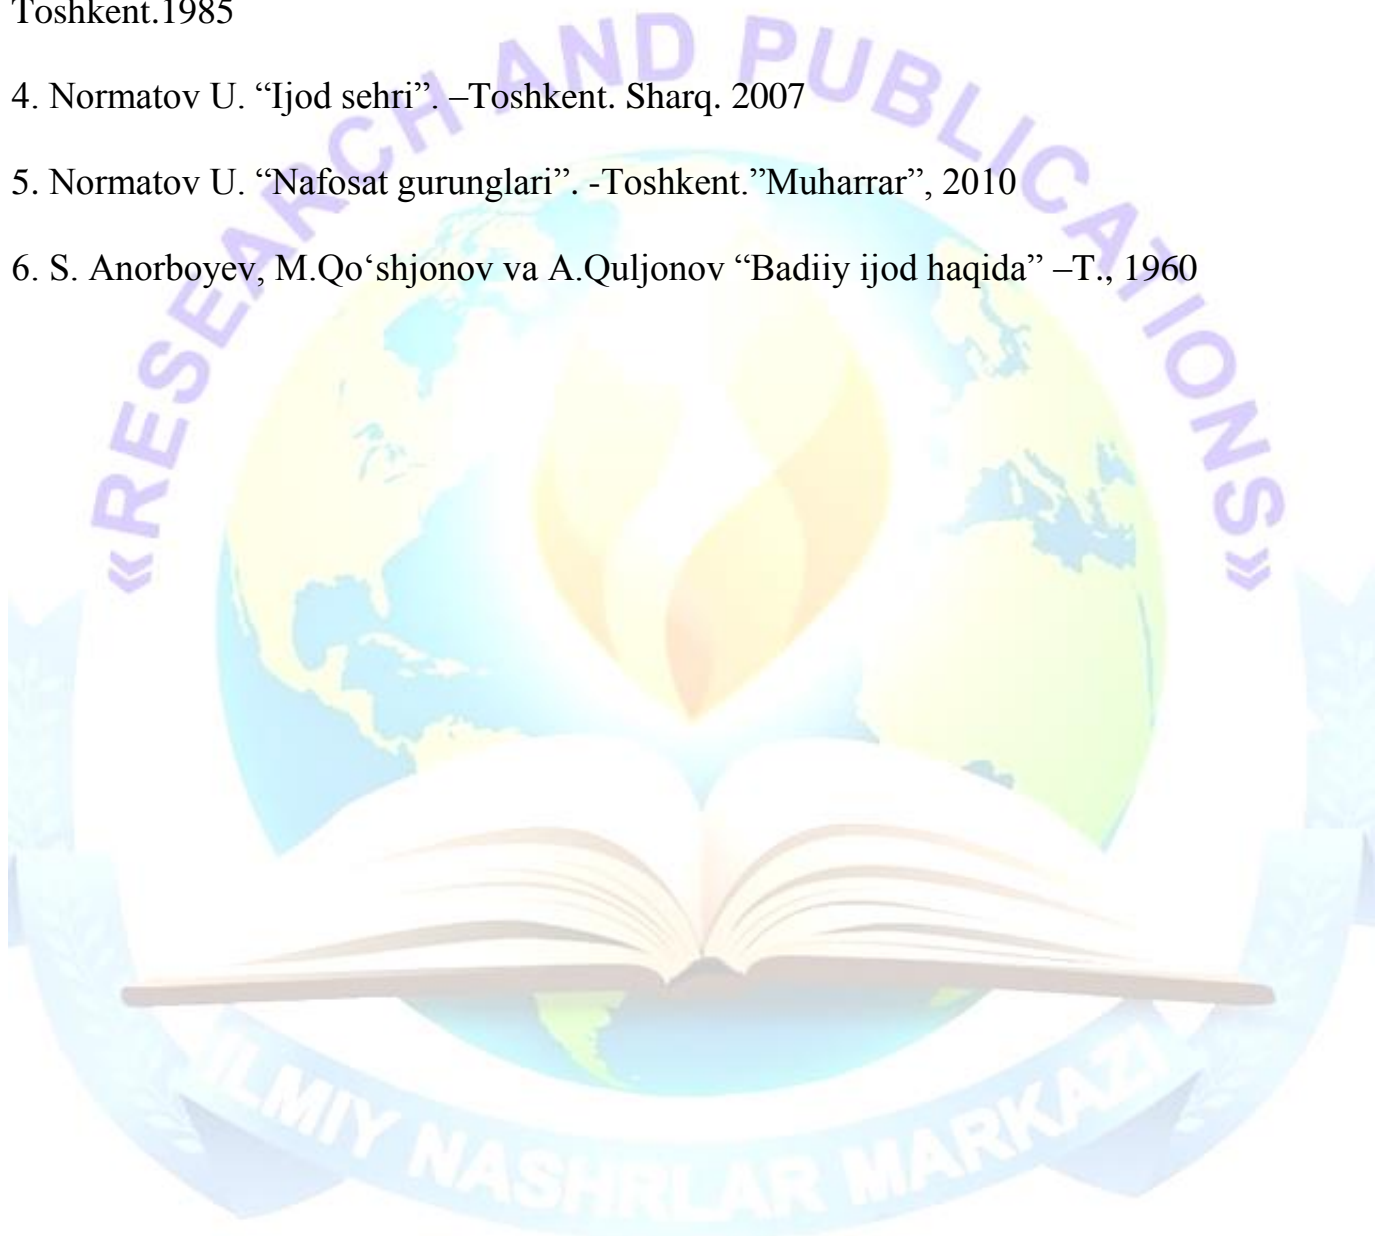 Toshkent.1985
4. Normatov U. “Ijod sehri”. –Toshkent. Sharq. 2007
5. Normatov U. “Nafosat gurunglari”. -Toshkent.”Muharrar”, 2010
6. S. Anorboyev, M.Qo‘shjonov va A.Quljonov “Badiiy ijod haqida” –T., 1960
«RESEARCH AND PUBLICATIONS»
ILMIY NASHRLAR MARKAZI